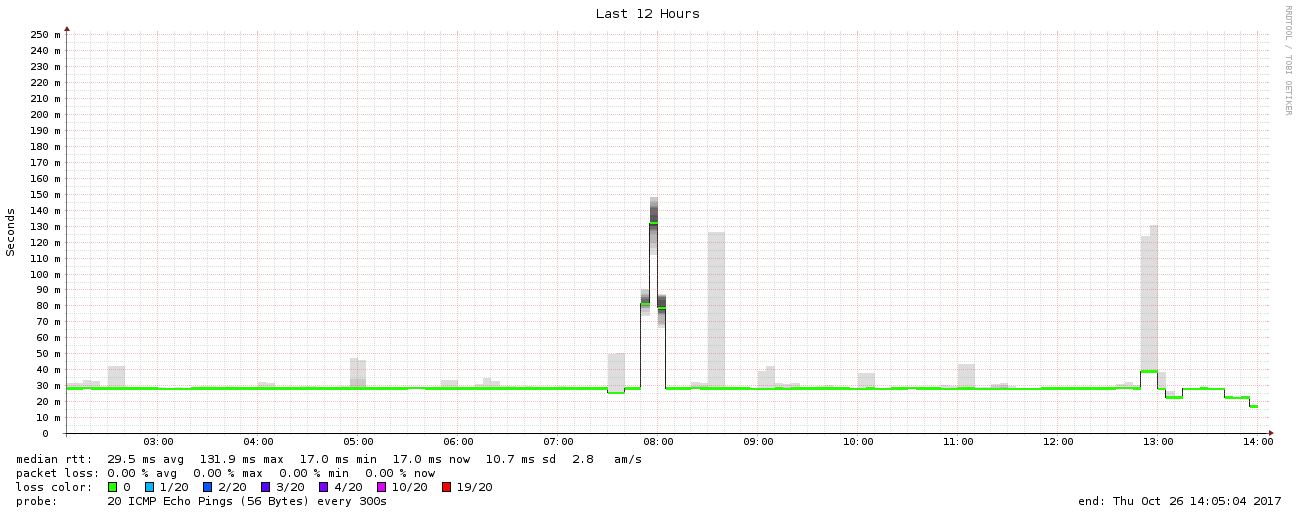 Last 12 Hours
RRDTOOL / TOBI OETIKER
Seconds
250 m
240 m
230 m
220 m
210 m
200 m
190 m
180 m
170 m
160 m
150 m
140 m
130 m
120 m
110 m
100 m
90 m
80 m
70 m
60 m
50 m
40 m
30 m
20 m
10 m
0
03:00 04:00 05:00 06:00 07:00 08:00 09:00 10:00 11:00 12:00 13:00 14:00
median rtt: 29.5 ms avg 131.9 ms max 17.0 ms min 17.0 ms now 10.7 ms sd 2.8 am/s
packet loss: 0.00 % avg 0.00 % max 0.00 % min 0.00 % now
loss color: 0 1/20 2/20 3/20 4/20 10/20 19/20
probe: 20 ICMP Echo Pings (56 Bytes) every 300s end: Thu Oct 26 14:05:04 2017